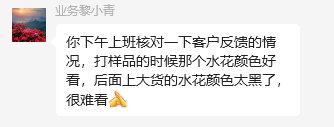 业务黎小青
你下午上班核对一下客户反馈的情
况，打样品的时候那个水花颜色好
看，后面上大货的水花颜色太黑了，
很难看🙏